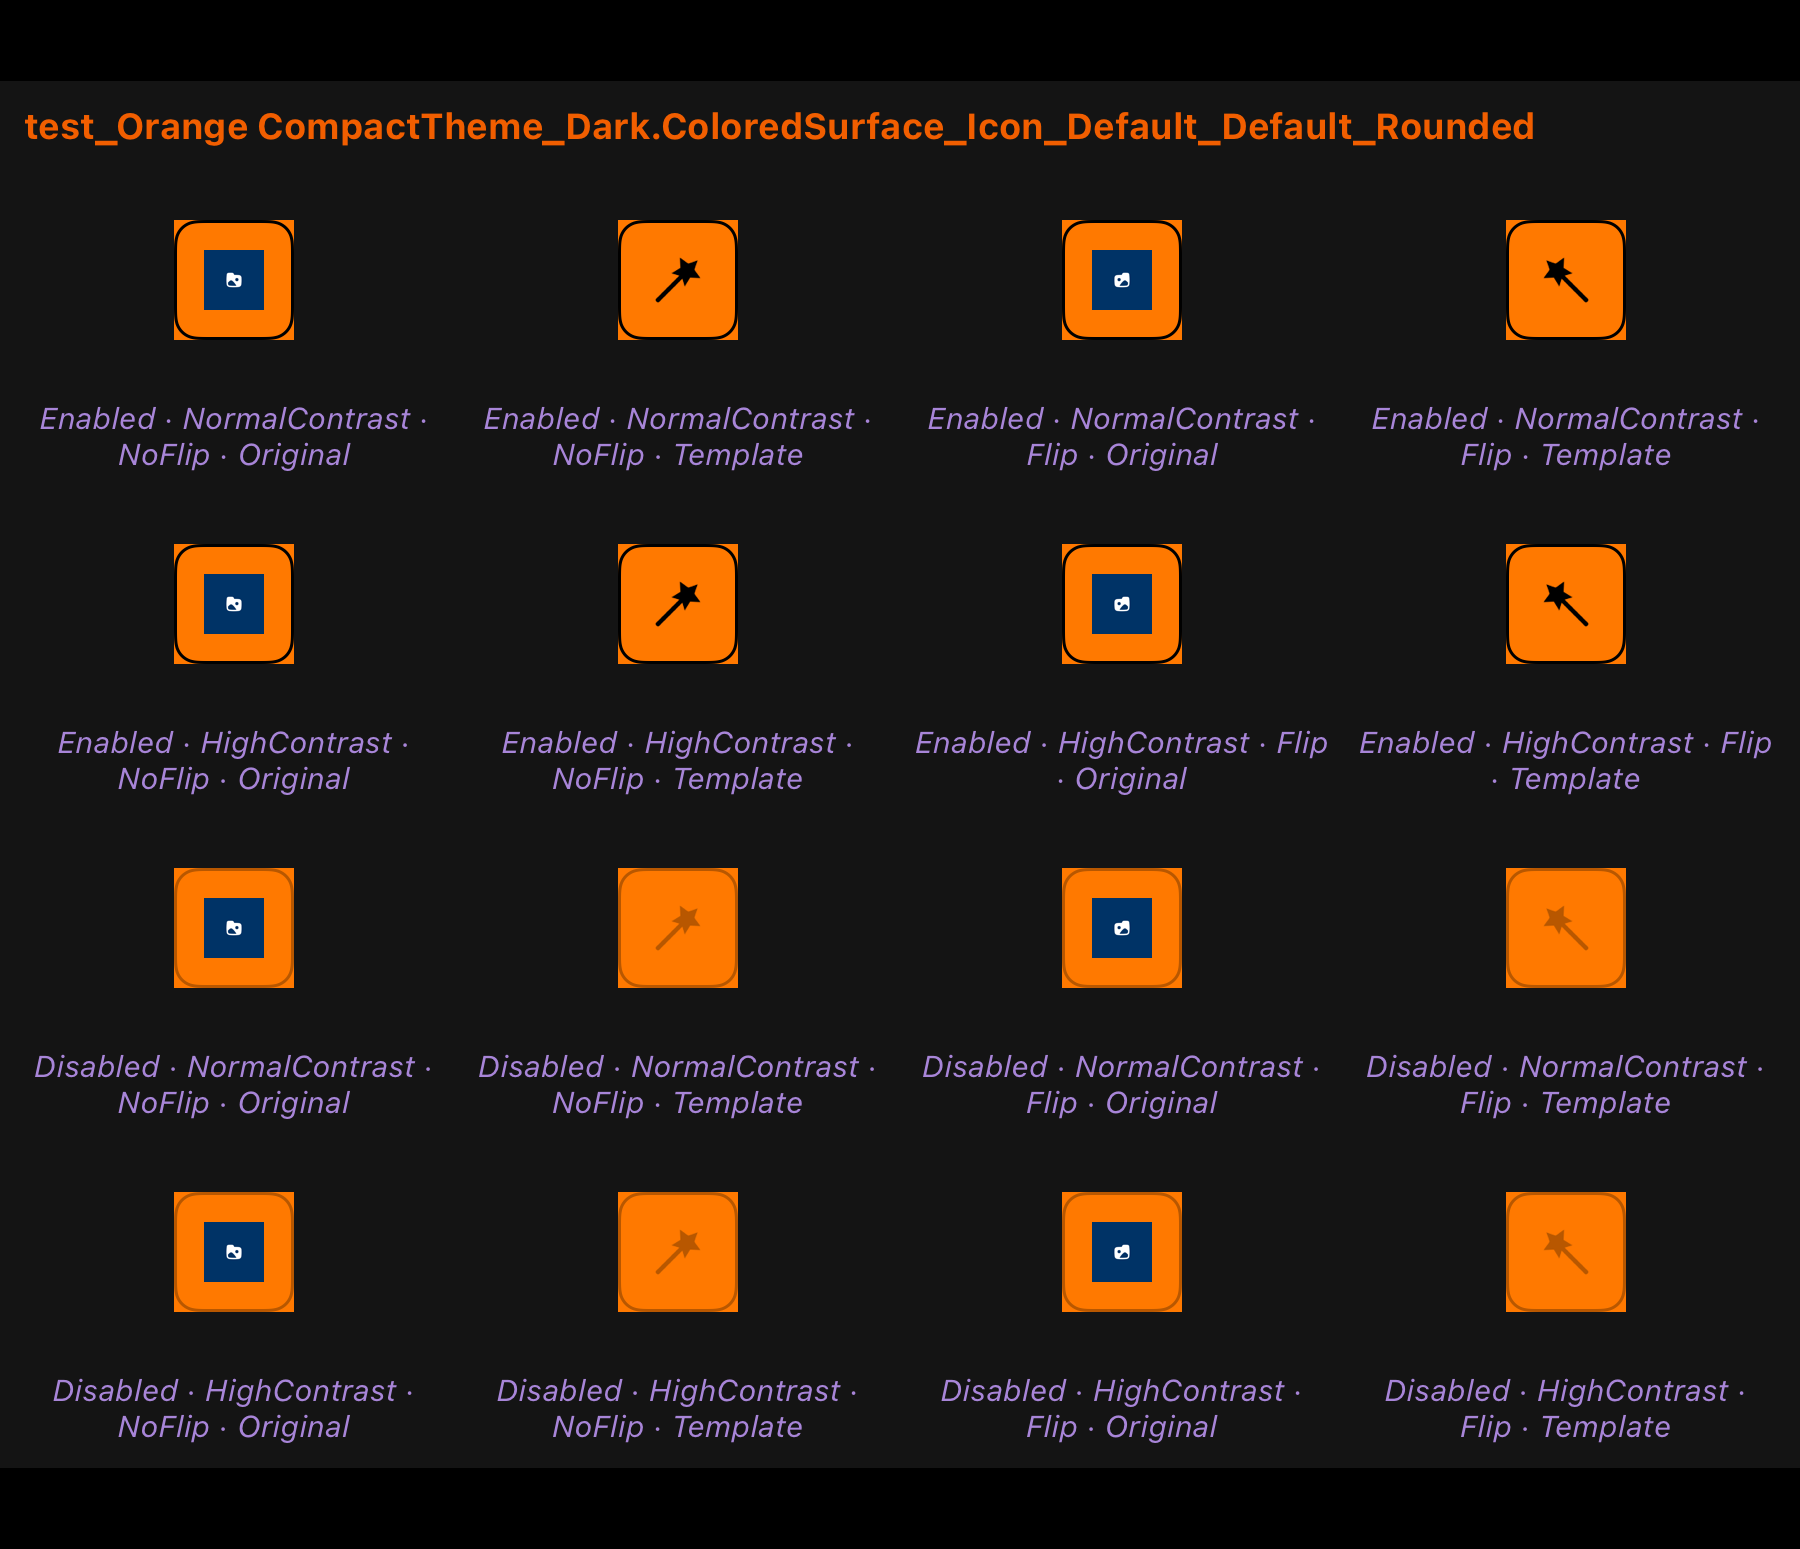 test_Orange CompactTheme_Dark.ColoredSurface_Icon_Default_Default_Rounded
Enabled · NormalContrast ·
NoFlip · Original
Enabled · NormalContrast ·
NoFlip · Template
Enabled · NormalContrast ·
Flip · Original
Enabled · NormalContrast ·
Flip · Template
Enabled · HighContrast ·
NoFlip · Original
Enabled · HighContrast ·
NoFlip · Template
Enabled · HighContrast · Flip
· Original
Enabled · HighContrast · Flip
· Template
Disabled · NormalContrast ·
NoFlip · Original
Disabled · NormalContrast ·
NoFlip · Template
Disabled · NormalContrast ·
Flip · Original
Disabled · NormalContrast ·
Flip · Template
Disabled · HighContrast ·
NoFlip · Original
Disabled · HighContrast ·
NoFlip · Template
Disabled · HighContrast ·
Flip · Original
Disabled · HighContrast ·
Flip · Template